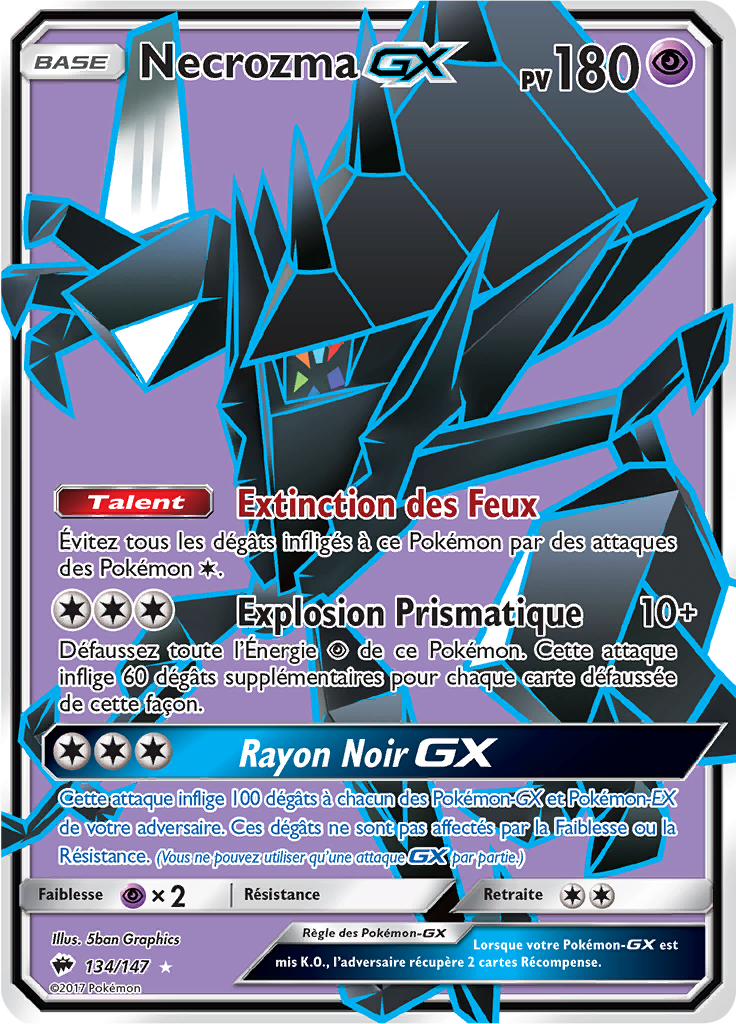 BASE Necrozma GX PV 180
Talent Extinction des Feux
Évitez tous les dégâts infligés à ce Pokémon par des attaques
des Pokémon .
Explosion Prismatique 10+
Défaussez toute l'Énergie de ce Pokémon. Cette attaque
inflige 60 dégâts supplémentaires pour chaque carte défaussée
de cette façon.
Rayon Noir GX
Cette attaque inflige 100 dégâts à chacun des Pokémon-GX et Pokémon-EX
de votre adversaire. Ces dégâts ne sont pas affectés par la Faiblesse ou la
Résistance. (Vous ne pouvez utiliser qu'une attaque GX par partie.)
Faiblesse ×2 Résistance Retraite
Illus. 5ban Graphics
134/147
©2017 Pokémon
Règle des Pokémon-GX
Lorsque votre Pokémon-GX est
mis K.O., l'adversaire récupère 2 cartes Récompense.